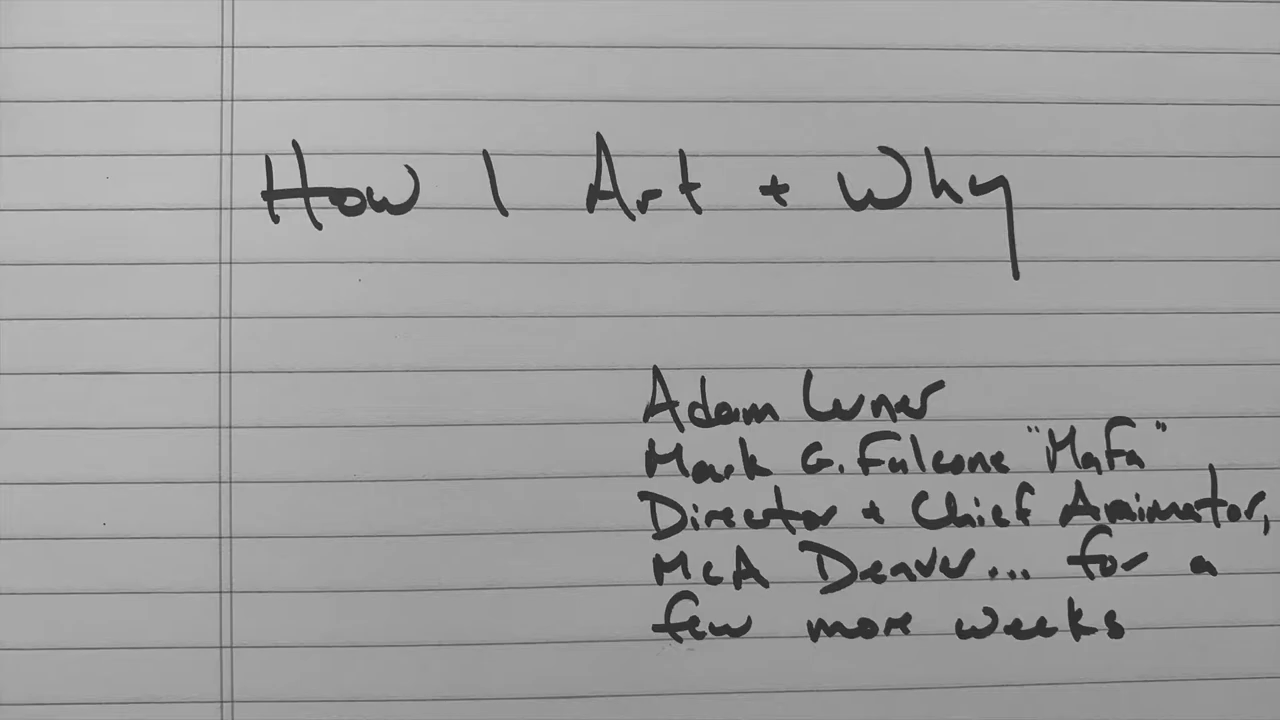 How I Art + Why
Adam Lerner
Mark G. Falcone "Mafa"
Director + Chief Animator,
McA Denver... for a
few more weeks